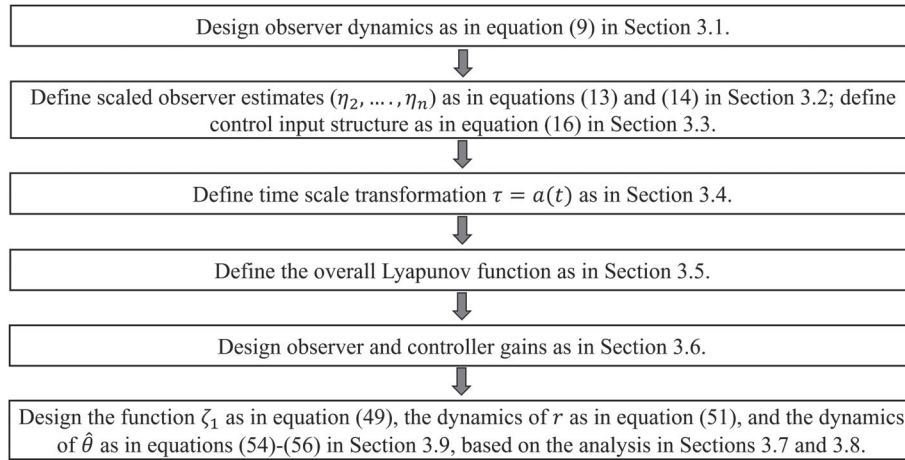 Design observer dynamics as in equation (9) in Section 3.1.
Define scaled observer estimates (η₂, …. , ηₙ) as in equations (13) and (14) in Section 3.2; define
control input structure as in equation (16) in Section 3.3.
Define time scale transformation τ = a(t) as in Section 3.4.
Define the overall Lyapunov function as in Section 3.5.
Design observer and controller gains as in Section 3.6.
Design the function ζ₁ as in equation (49), the dynamics of r as in equation (51), and the dynamics
of θ̂ as in equations (54)-(56) in Section 3.9, based on the analysis in Sections 3.7 and 3.8.